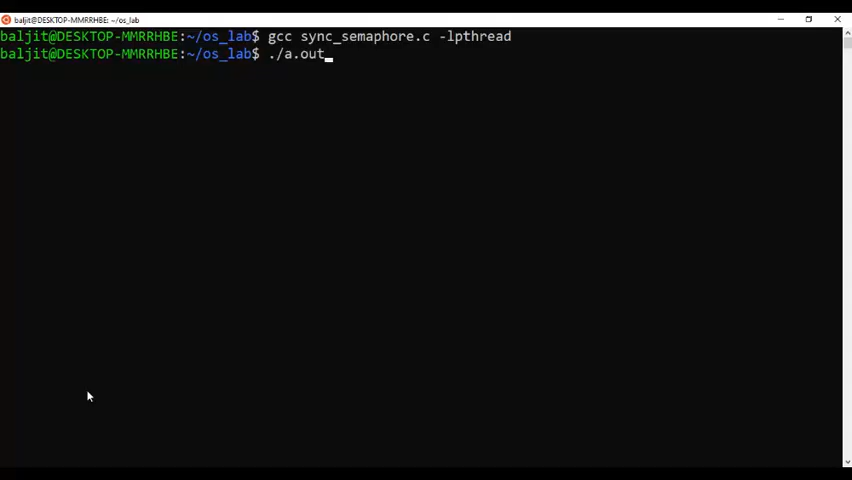 baljit@DESKTOP-MMRRHBE: ~/os_lab
baljit@DESKTOP-MMRRHBE:~/os_lab$ gcc sync_semaphore.c -lpthread
baljit@DESKTOP-MMRRHBE:~/os_lab$ ./a.out